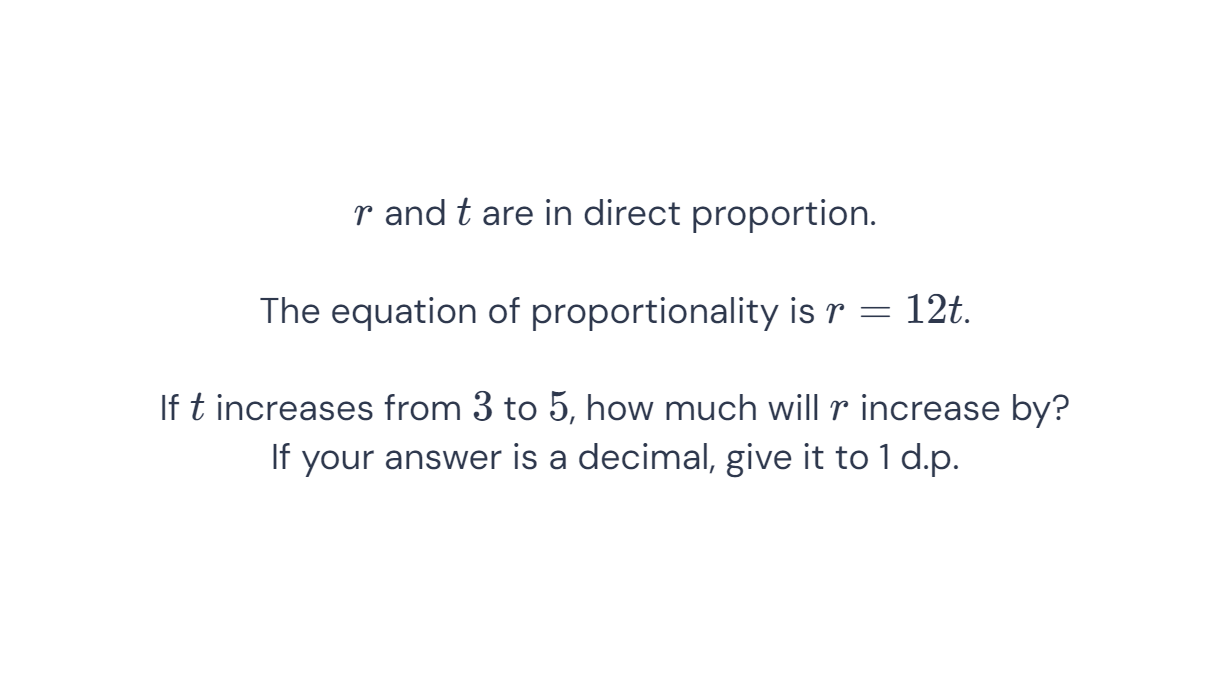 r and t are in direct proportion.
The equation of proportionality is r = 12t.
If t increases from 3 to 5, how much will r increase by?
If your answer is a decimal, give it to 1 d.p.